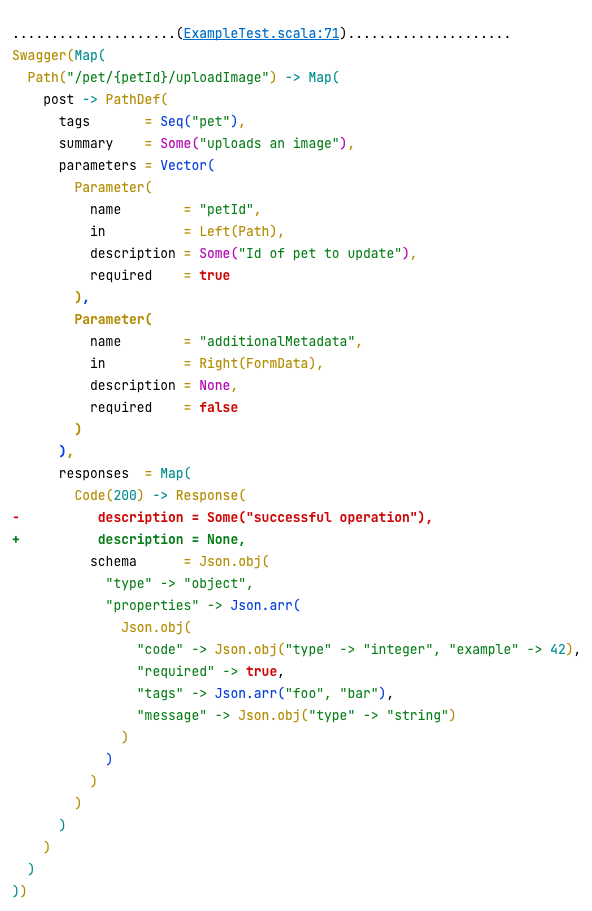 .....................(ExampleTest.scala:71).....................
Swagger(Map(
  Path("/pet/{petId}/uploadImage") -> Map(
    post -> PathDef(
      tags       = Seq("pet"),
      summary    = Some("uploads an image"),
      parameters = Vector(
        Parameter(
          name        = "petId",
          in          = Left(Path),
          description = Some("Id of pet to update"),
          required    = true
        ),
        Parameter(
          name        = "additionalMetadata",
          in          = Right(FormData),
          description = None,
          required    = false
        )
      ),
      responses  = Map(
        Code(200) -> Response(
-          description = Some("successful operation"),
+          description = None,
          schema      = Json.obj(
            "type" -> "object",
            "properties" -> Json.arr(
              Json.obj(
                "code" -> Json.obj("type" -> "integer", "example" -> 42),
                "required" -> true,
                "tags" -> Json.arr("foo", "bar"),
                "message" -> Json.obj("type" -> "string")
              )
            )
          )
        )
      )
    )
  )
))